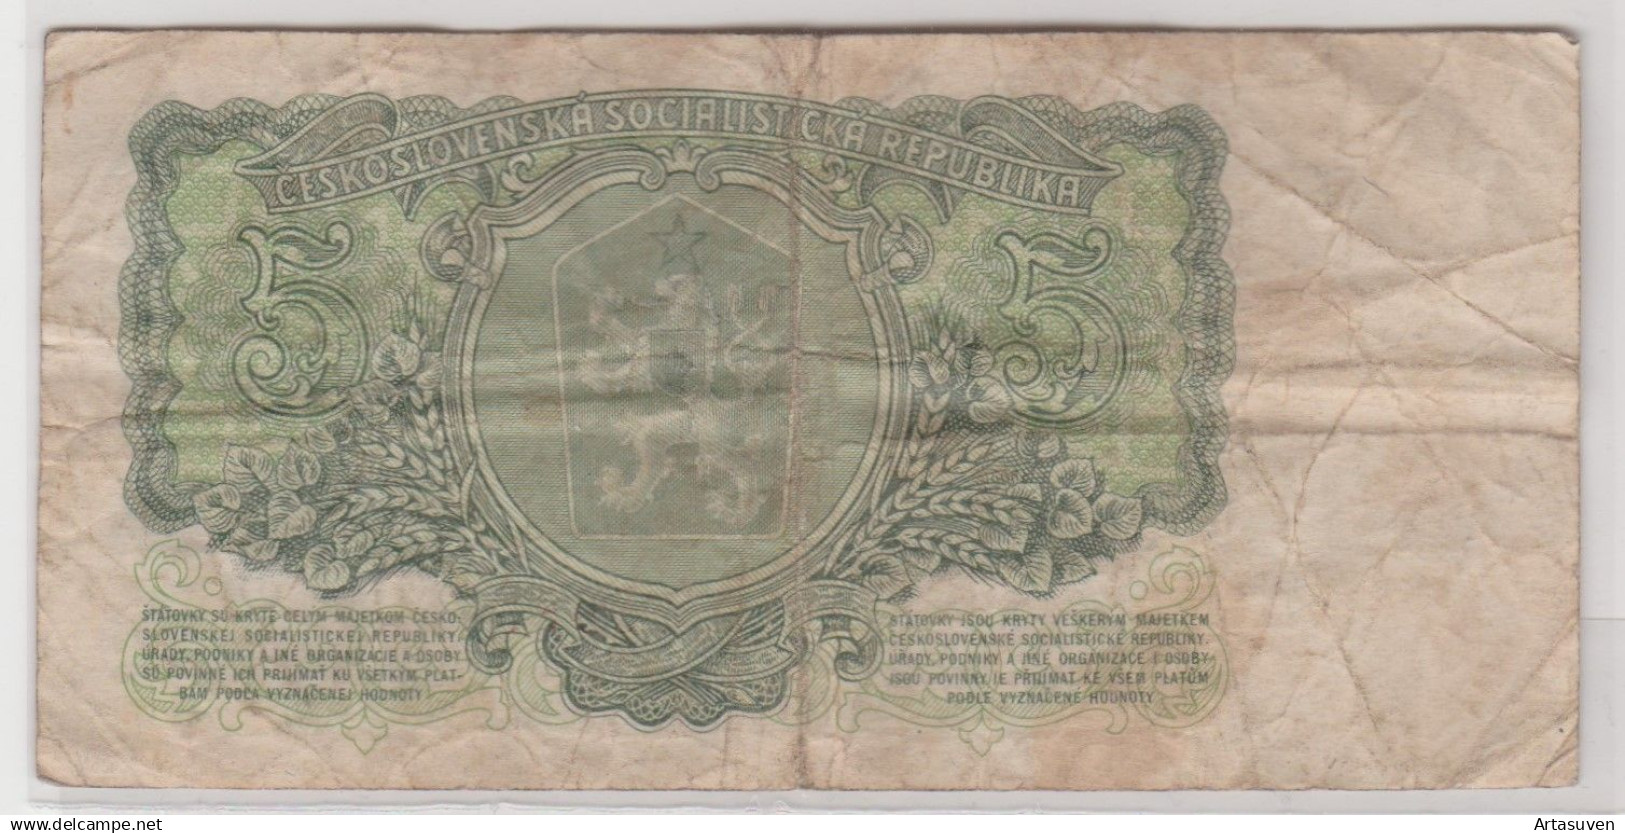 ČESKOSLOVENSKÁ SOCIALISTICKÁ REPUBLIKA
5
5
ŠTÁTOVKY SÚ KRYTÉ CELÝM MAJETKOM ČESKO-
SLOVENSKEJ SOCIALISTICKEJ REPUBLIKY.
ÚRADY, PODNIKY A INÉ ORGANIZÁCIE A OSOBY
SÚ POVINNÉ ICH PRIJÍMAŤ KU VŠETKÝM PLAT-
BÁM PODĽA VYZNAČENEJ HODNOTY
STÁTOVKY JSOU KRYTY VEŠKERÝM MAJETKEM
ČESKOSLOVENSKÉ SOCIALISTICKÉ REPUBLIKY.
ÚŘADY, PODNIKY A JINÉ ORGANIZACE I OSOBY
JSOU POVINNY JE PŘIJÍMAT KE VŠEM PLATŮM
PODLE VYZNAČENÉ HODNOTY
delcampe.net
Artasuven